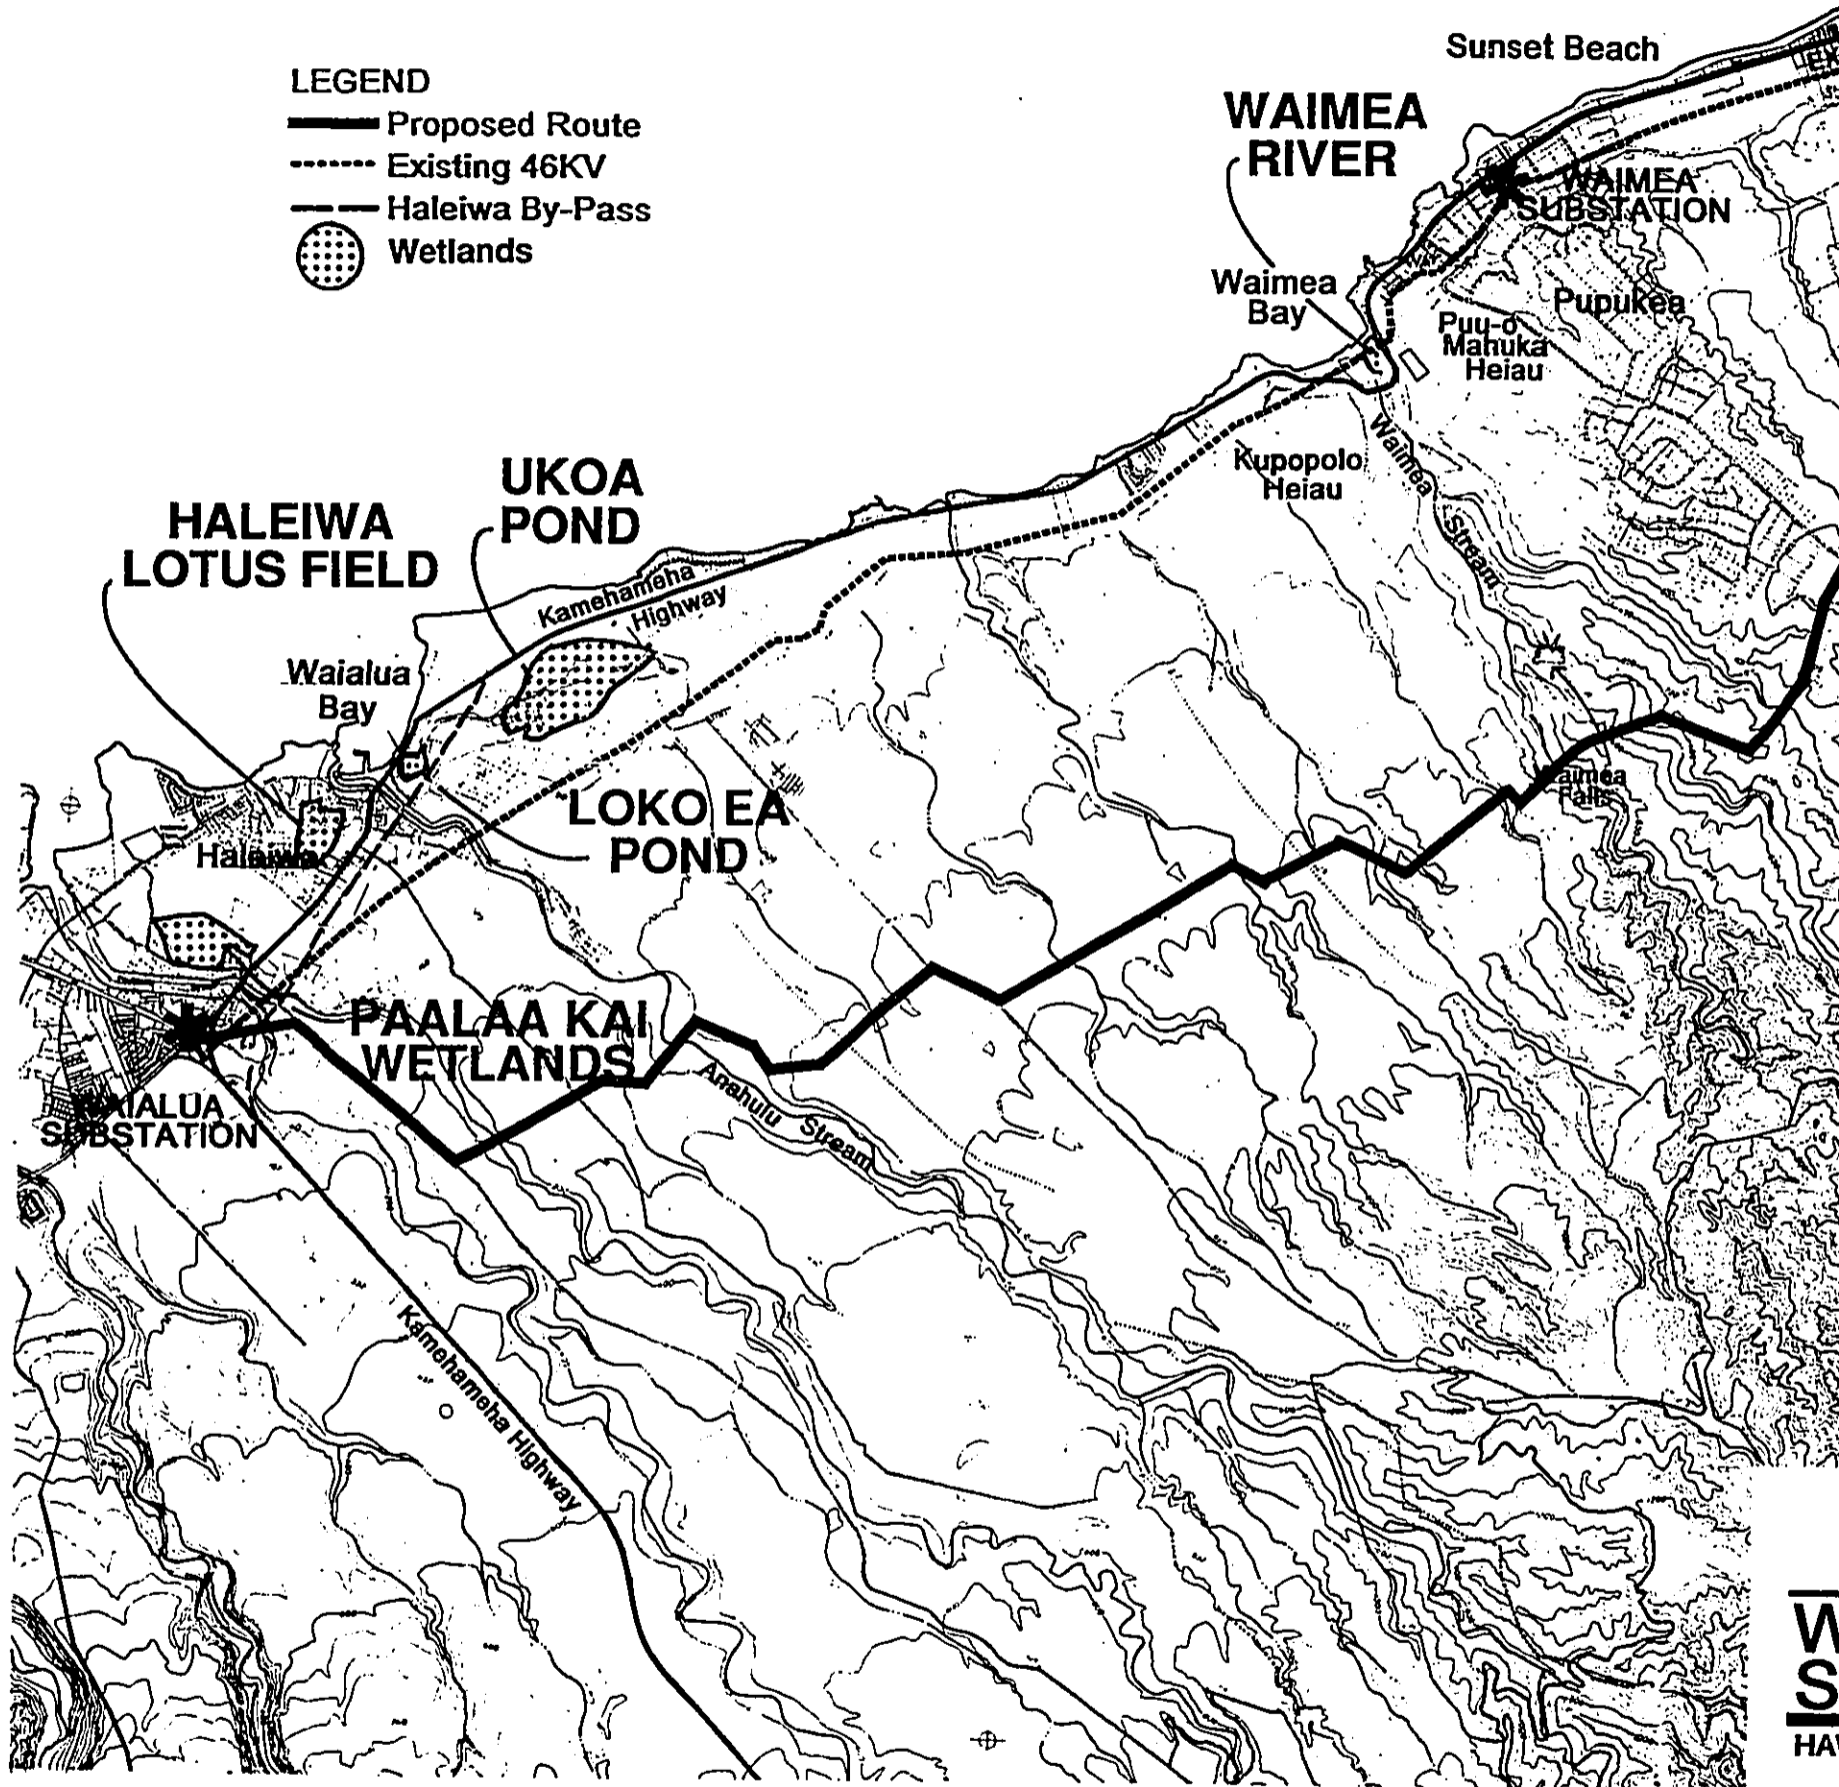 LEGEND
Proposed Route
Existing 46KV
Haleiwa By-Pass
Wetlands
Sunset Beach
WAIMEA
RIVER
WAIMEA
SUBSTATION
Waimea
Bay
Pupukea
Puu-o
Mahuka
Heiau
Kupopolo
Heiau
Waimea
Stream
UKOA
POND
HALEIWA
LOTUS FIELD
Kamehameha
Highway
Waialua
Bay
LOKO EA
POND
Waimea
Falls
Haleiwa
PAALAA KAI
WETLANDS
WAIALUA
SUBSTATION
Anahulu Stream
Kamehameha Highway
W
S
HAW